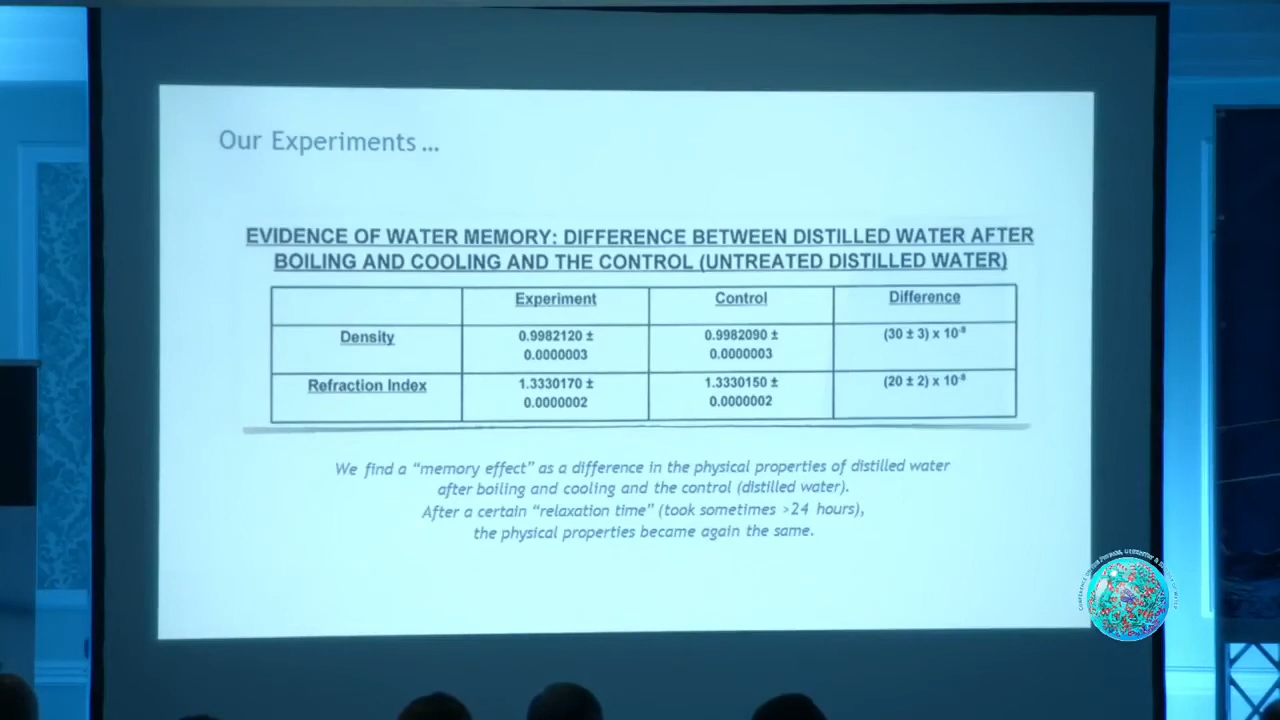 Our Experiments ...
EVIDENCE OF WATER MEMORY: DIFFERENCE BETWEEN DISTILLED WATER AFTER
BOILING AND COOLING AND THE CONTROL (UNTREATED DISTILLED WATER)
Experiment Control Difference
Density 0.9982120 ± 0.0000003 0.9982090 ± 0.0000003 (30 ± 3) x 10⁻⁸
Refraction Index 1.3330170 ± 0.0000002 1.3330150 ± 0.0000002 (20 ± 2) x 10⁻⁸
We find a “memory effect” as a difference in the physical properties of distilled water
after boiling and cooling and the control (distilled water).
After a certain “relaxation time” (took sometimes >24 hours),
the physical properties became again the same.